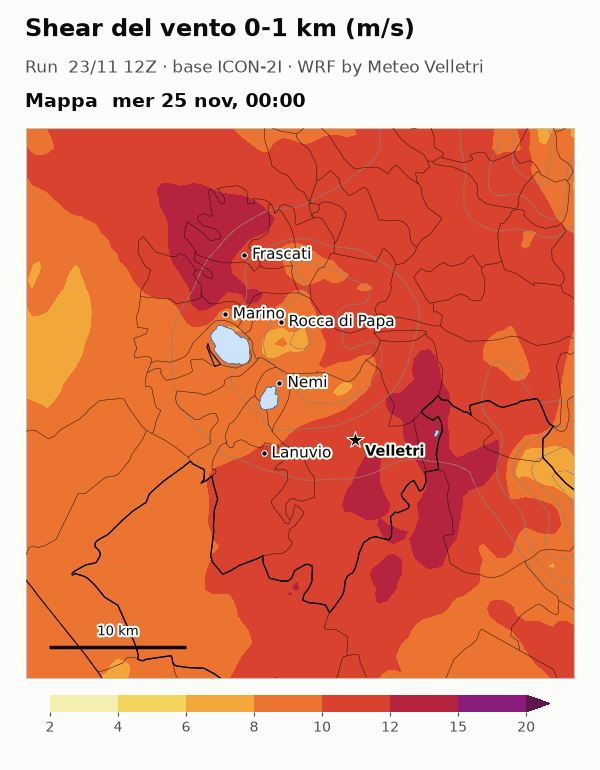 Shear del vento 0-1 km (m/s)
Run 23/11 12Z · base ICON-2I · WRF by Meteo Velletri
Mappa mer 25 nov, 00:00
Frascati
Marino
Rocca di Papa
Nemi
Velletri
Lanuvio
10 km
2 4 6 8 10 12 15 20